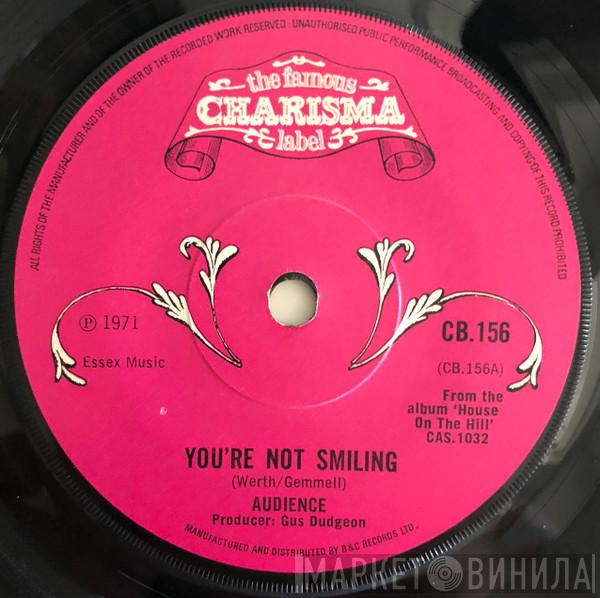 ALL RIGHTS OF THE MANUFACTURER AND OF THE OWNER OF THE RECORDED WORK RESERVED · UNAUTHORISED PUBLIC PERFORMANCE BROADCASTING AND COPYING OF THIS RECORD PROHIBITED
the famous
CHARISMA
label
℗ 1971
Essex Music
CB.156
(CB.156A)
From the
album 'House
On The Hill'
CAS.1032
YOU'RE NOT SMILING
(Werth/Gemmell)
AUDIENCE
Producer: Gus Dudgeon
MANUFACTURED AND DISTRIBUTED BY B&C RECORDS LTD.,
МАРКЕТ ВИНИЛА